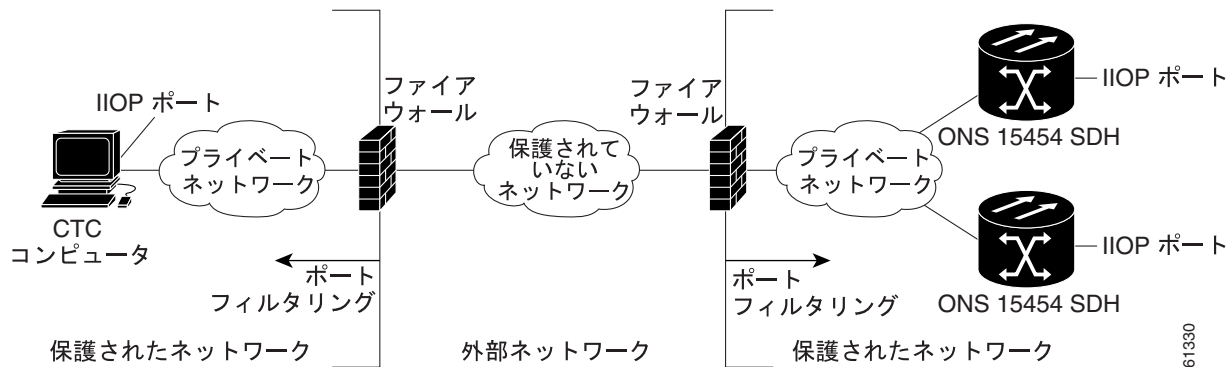 IIOP ポート
CTC
コンピュータ
プライベート
ネットワーク
ファイア
ウォール
ポート
フィルタリング
保護されたネットワーク
保護されて
いない
ネットワーク
外部ネットワーク
ファイア
ウォール
プライベート
ネットワーク
ポート
フィルタリング
保護されたネットワーク
IIOP ポート
ONS 15454 SDH
IIOP ポート
ONS 15454 SDH
61330